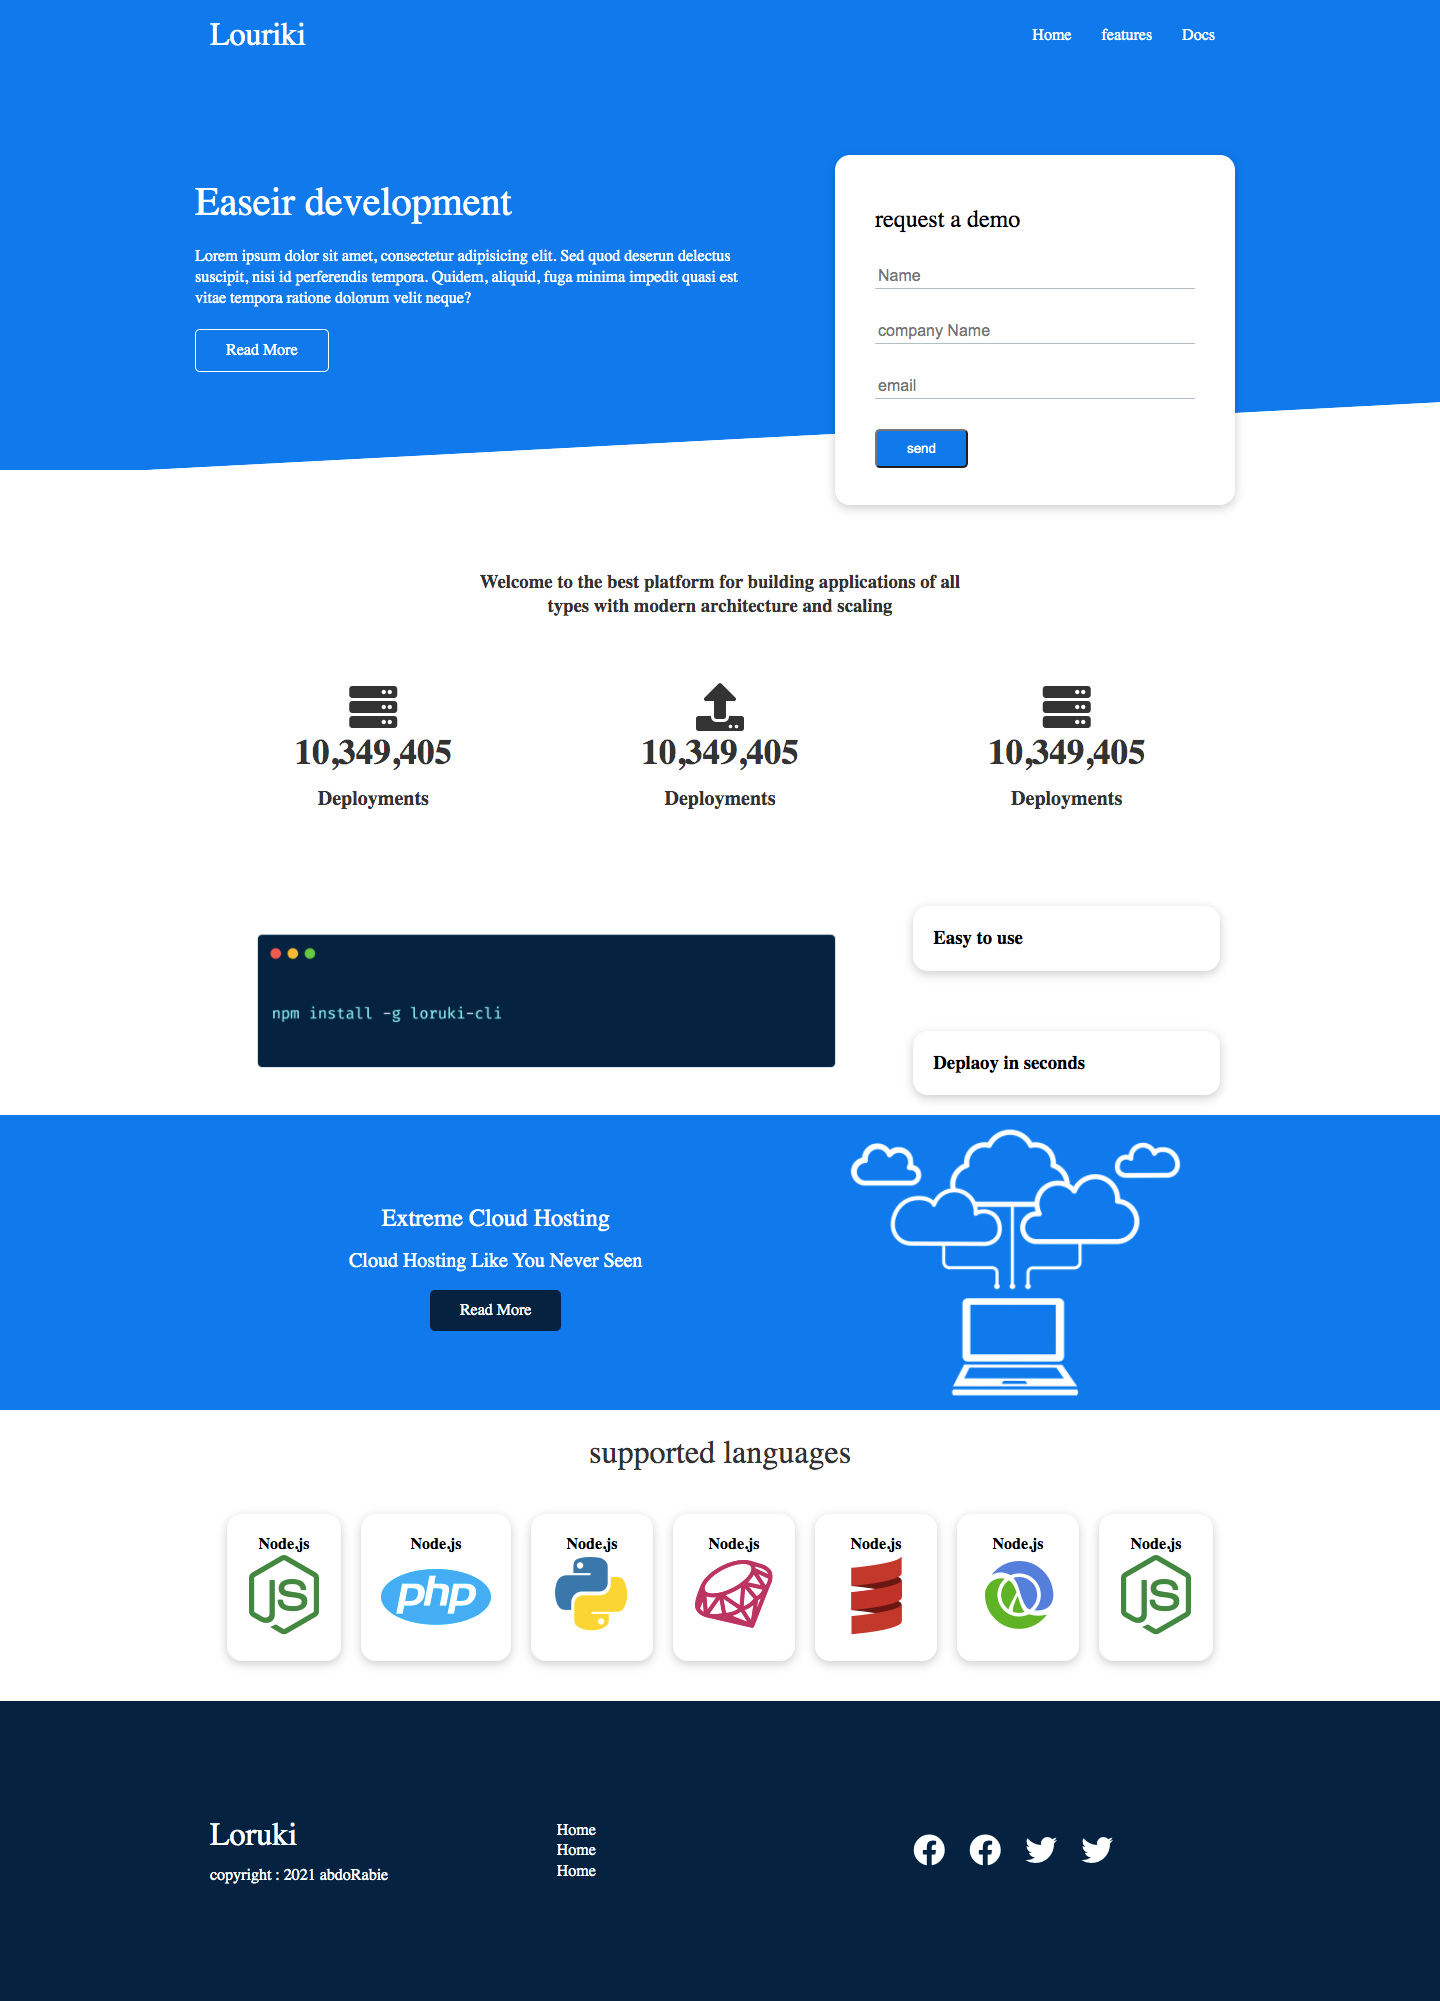 Louriki
Home features Docs
Easeir development
Lorem ipsum dolor sit amet, consectetur adipisicing elit. Sed quod deserun delectus
suscipit, nisi id perferendis tempora. Quidem, aliquid, fuga minima impedit quasi est
vitae tempora ratione dolorum velit neque?
Read More
request a demo
Name
company Name
email
send
Welcome to the best platform for building applications of all
types with modern architecture and scaling
10,349,405
Deployments
10,349,405
Deployments
10,349,405
Deployments
npm install -g loruki-cli
Easy to use
Deplaoy in seconds
Extreme Cloud Hosting
Cloud Hosting Like You Never Seen
Read More
supported languages
Node.js
JS
Node.js
php
Node.js
Node.js
Node.js
Node.js
Node.js
JS
Loruki
copyright : 2021 abdoRabie
Home
Home
Home